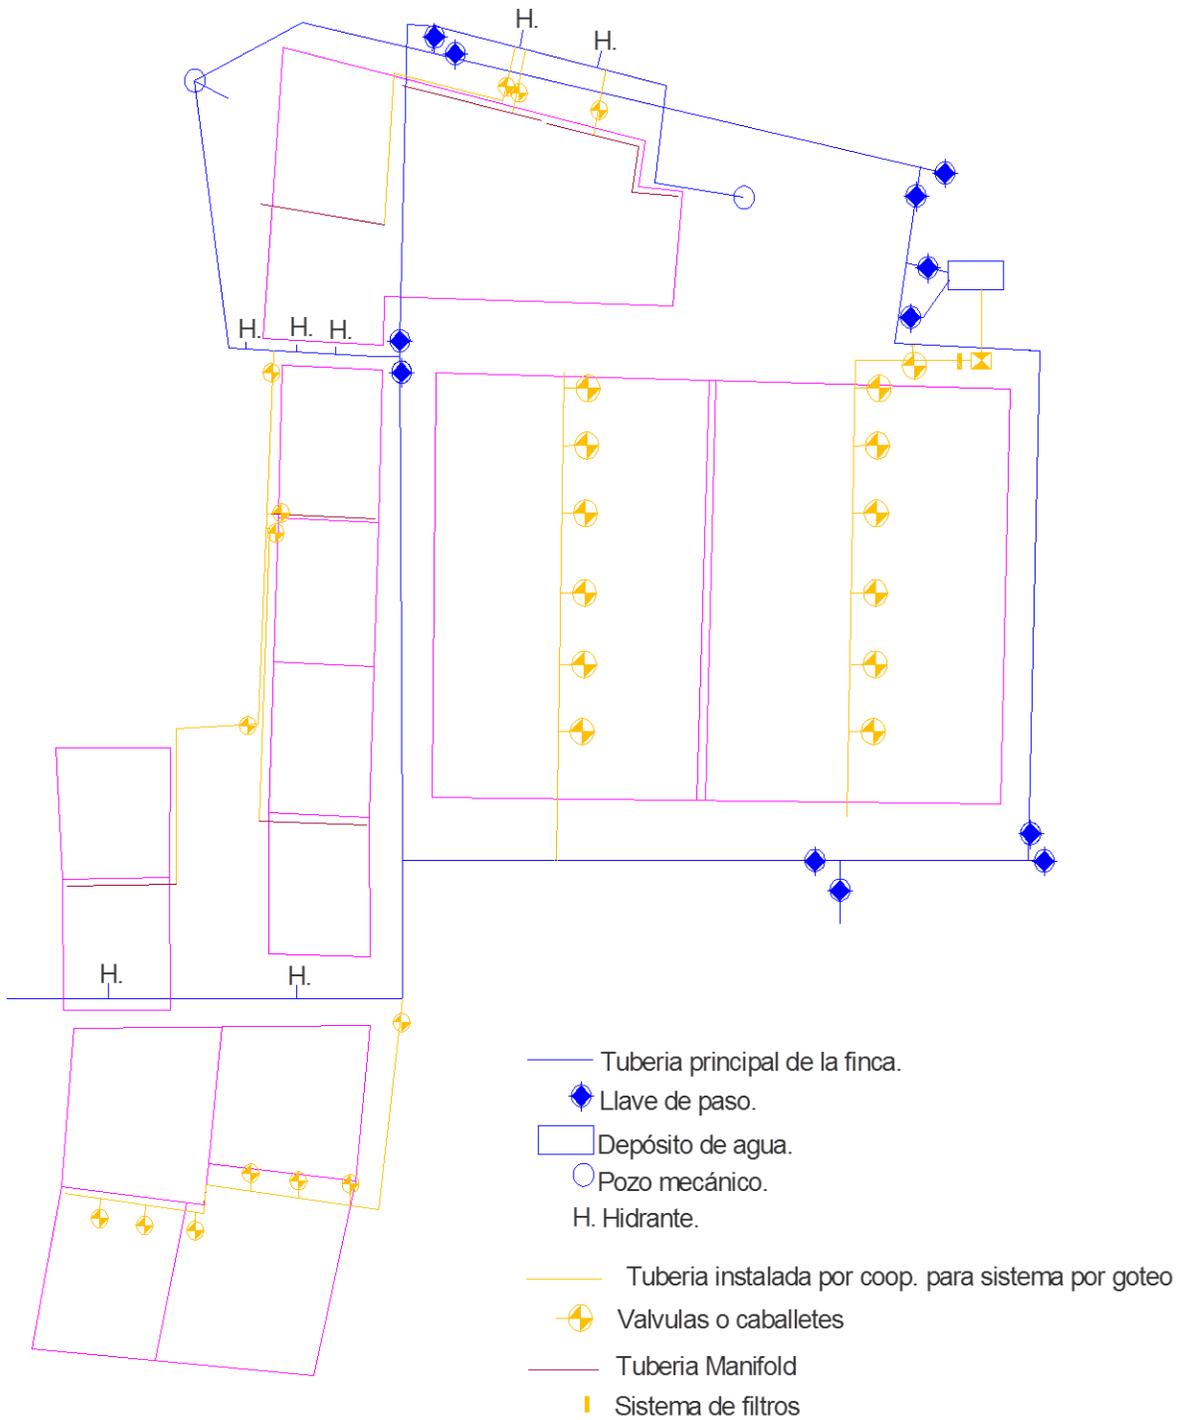 H.
H.
H.
H.
H.
H.
H.
Tuberia principal de la finca.
Llave de paso.
Depósito de agua.
Pozo mecánico.
H. Hidrante.
Tuberia instalada por coop. para sistema por goteo
Valvulas o caballetes
Tuberia Manifold
Sistema de filtros